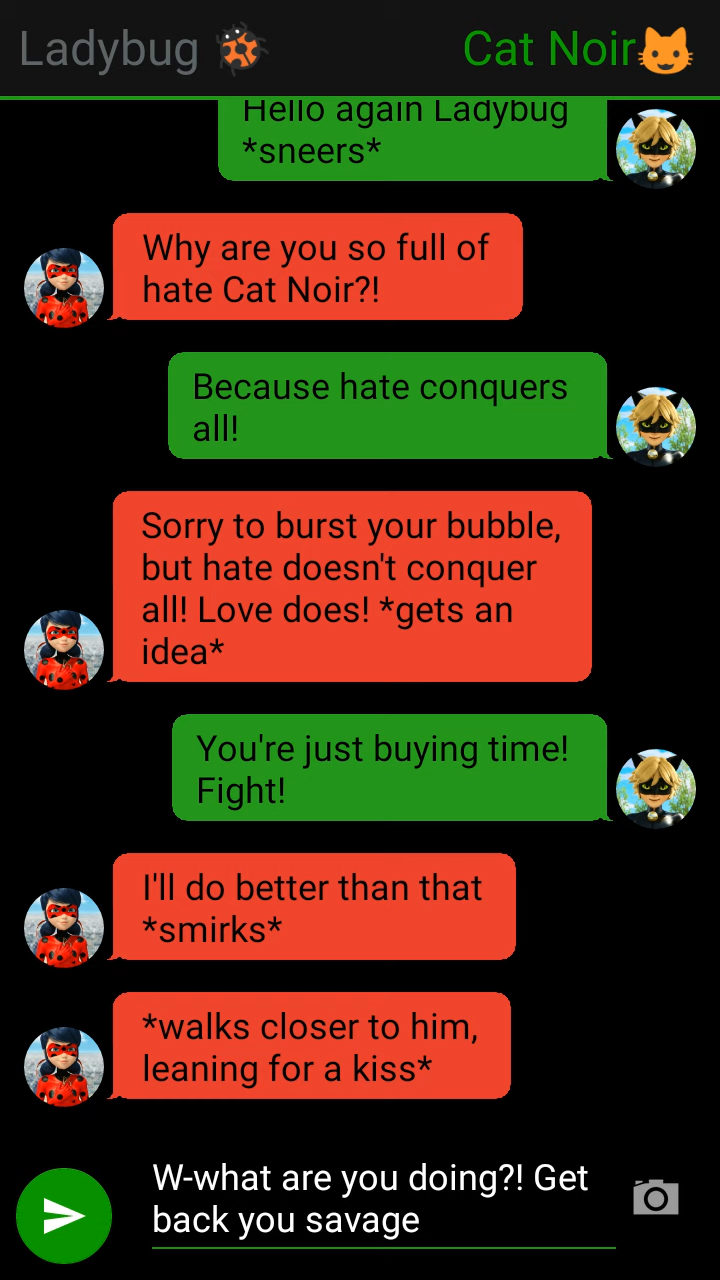 Ladybug 🐞 Cat Noir😺
Hello again Ladybug
*sneers*
Why are you so full of
hate Cat Noir?!
Because hate conquers
all!
Sorry to burst your bubble,
but hate doesn't conquer
all! Love does! *gets an
idea*
You're just buying time!
Fight!
I'll do better than that
*smirks*
*walks closer to him,
leaning for a kiss*
W-what are you doing?! Get
back you savage